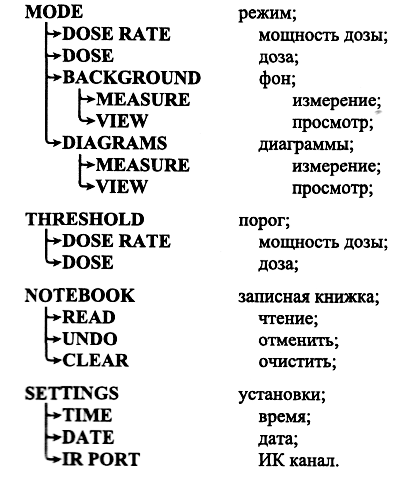 MODE режим;
DOSE RATE мощность дозы;
DOSE доза;
BACKGROUND фон;
MEASURE измерение;
VIEW просмотр;
DIAGRAMS диаграммы;
MEASURE измерение;
VIEW просмотр;
THRESHOLD порог;
DOSE RATE мощность дозы;
DOSE доза;
NOTEBOOK записная книжка;
READ чтение;
UNDO отменить;
CLEAR очистить;
SETTINGS установки;
TIME время;
DATE дата;
IR PORT ИК канал.